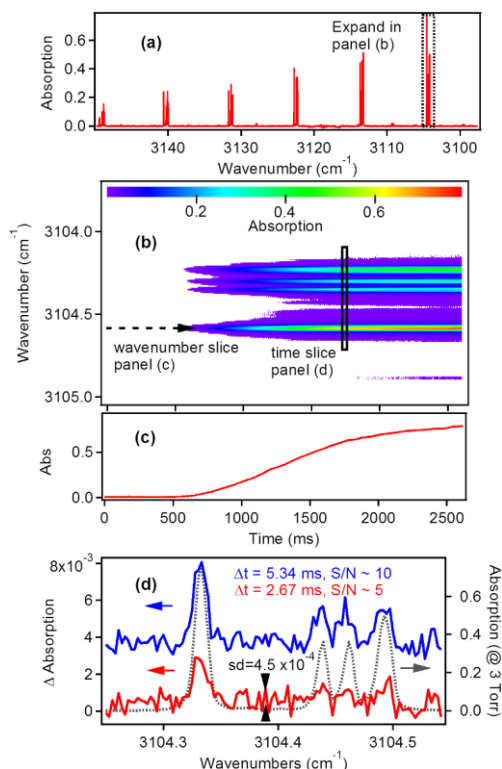 (a)
Expand in
panel (b)
Absorption
0.8
0.4
0.0
3140
3130
3120
3110
3100
Wavenumber (cm⁻¹)
0.2
0.4
0.6
Absorption
(b)
Wavenumber (cm⁻¹)
3104.0
3104.5
3105.0
wavenumber slice
panel (c)
time slice
panel (d)
(c)
Abs
0.5
0.0
0
500
1000
1500
2000
2500
Time (ms)
(d)
Δt = 5.34 ms, S/N ~ 10
Δt = 2.67 ms, S/N ~ 5
sd=4.5 x10⁻⁴
Δ Absorption
8x10⁻³
6
4
2
0
Absorption
(@ 3 Torr)
0.6
0.4
0.2
0.0
3104.3
3104.4
3104.5
Wavenumbers (cm⁻¹)